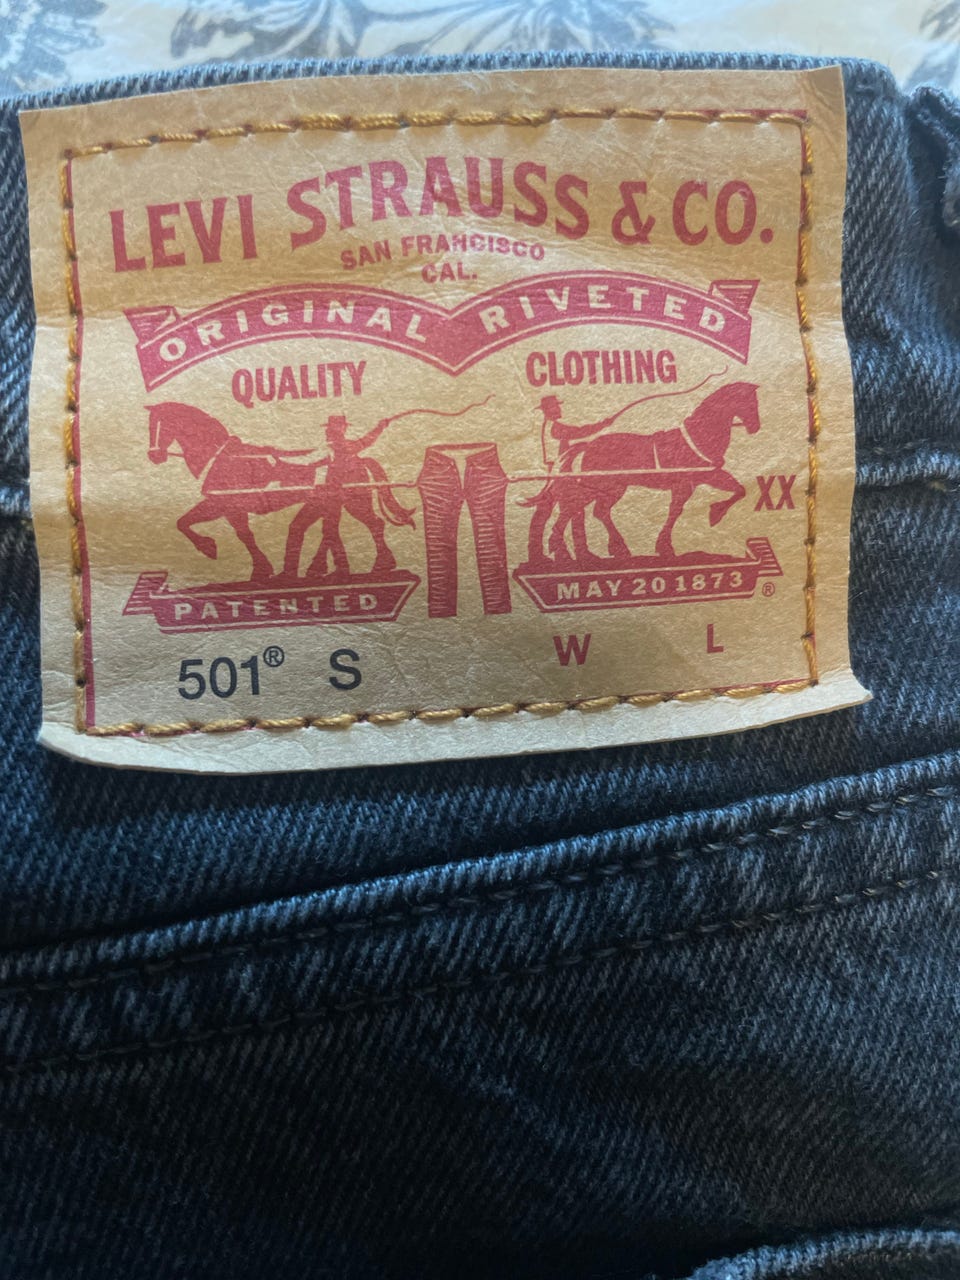 LEVI STRAUSS & CO.
SAN FRANCISCO
CAL.
ORIGINAL RIVETED
QUALITY CLOTHING
XX
PATENTED MAY 20 1873 ®
501® S W L